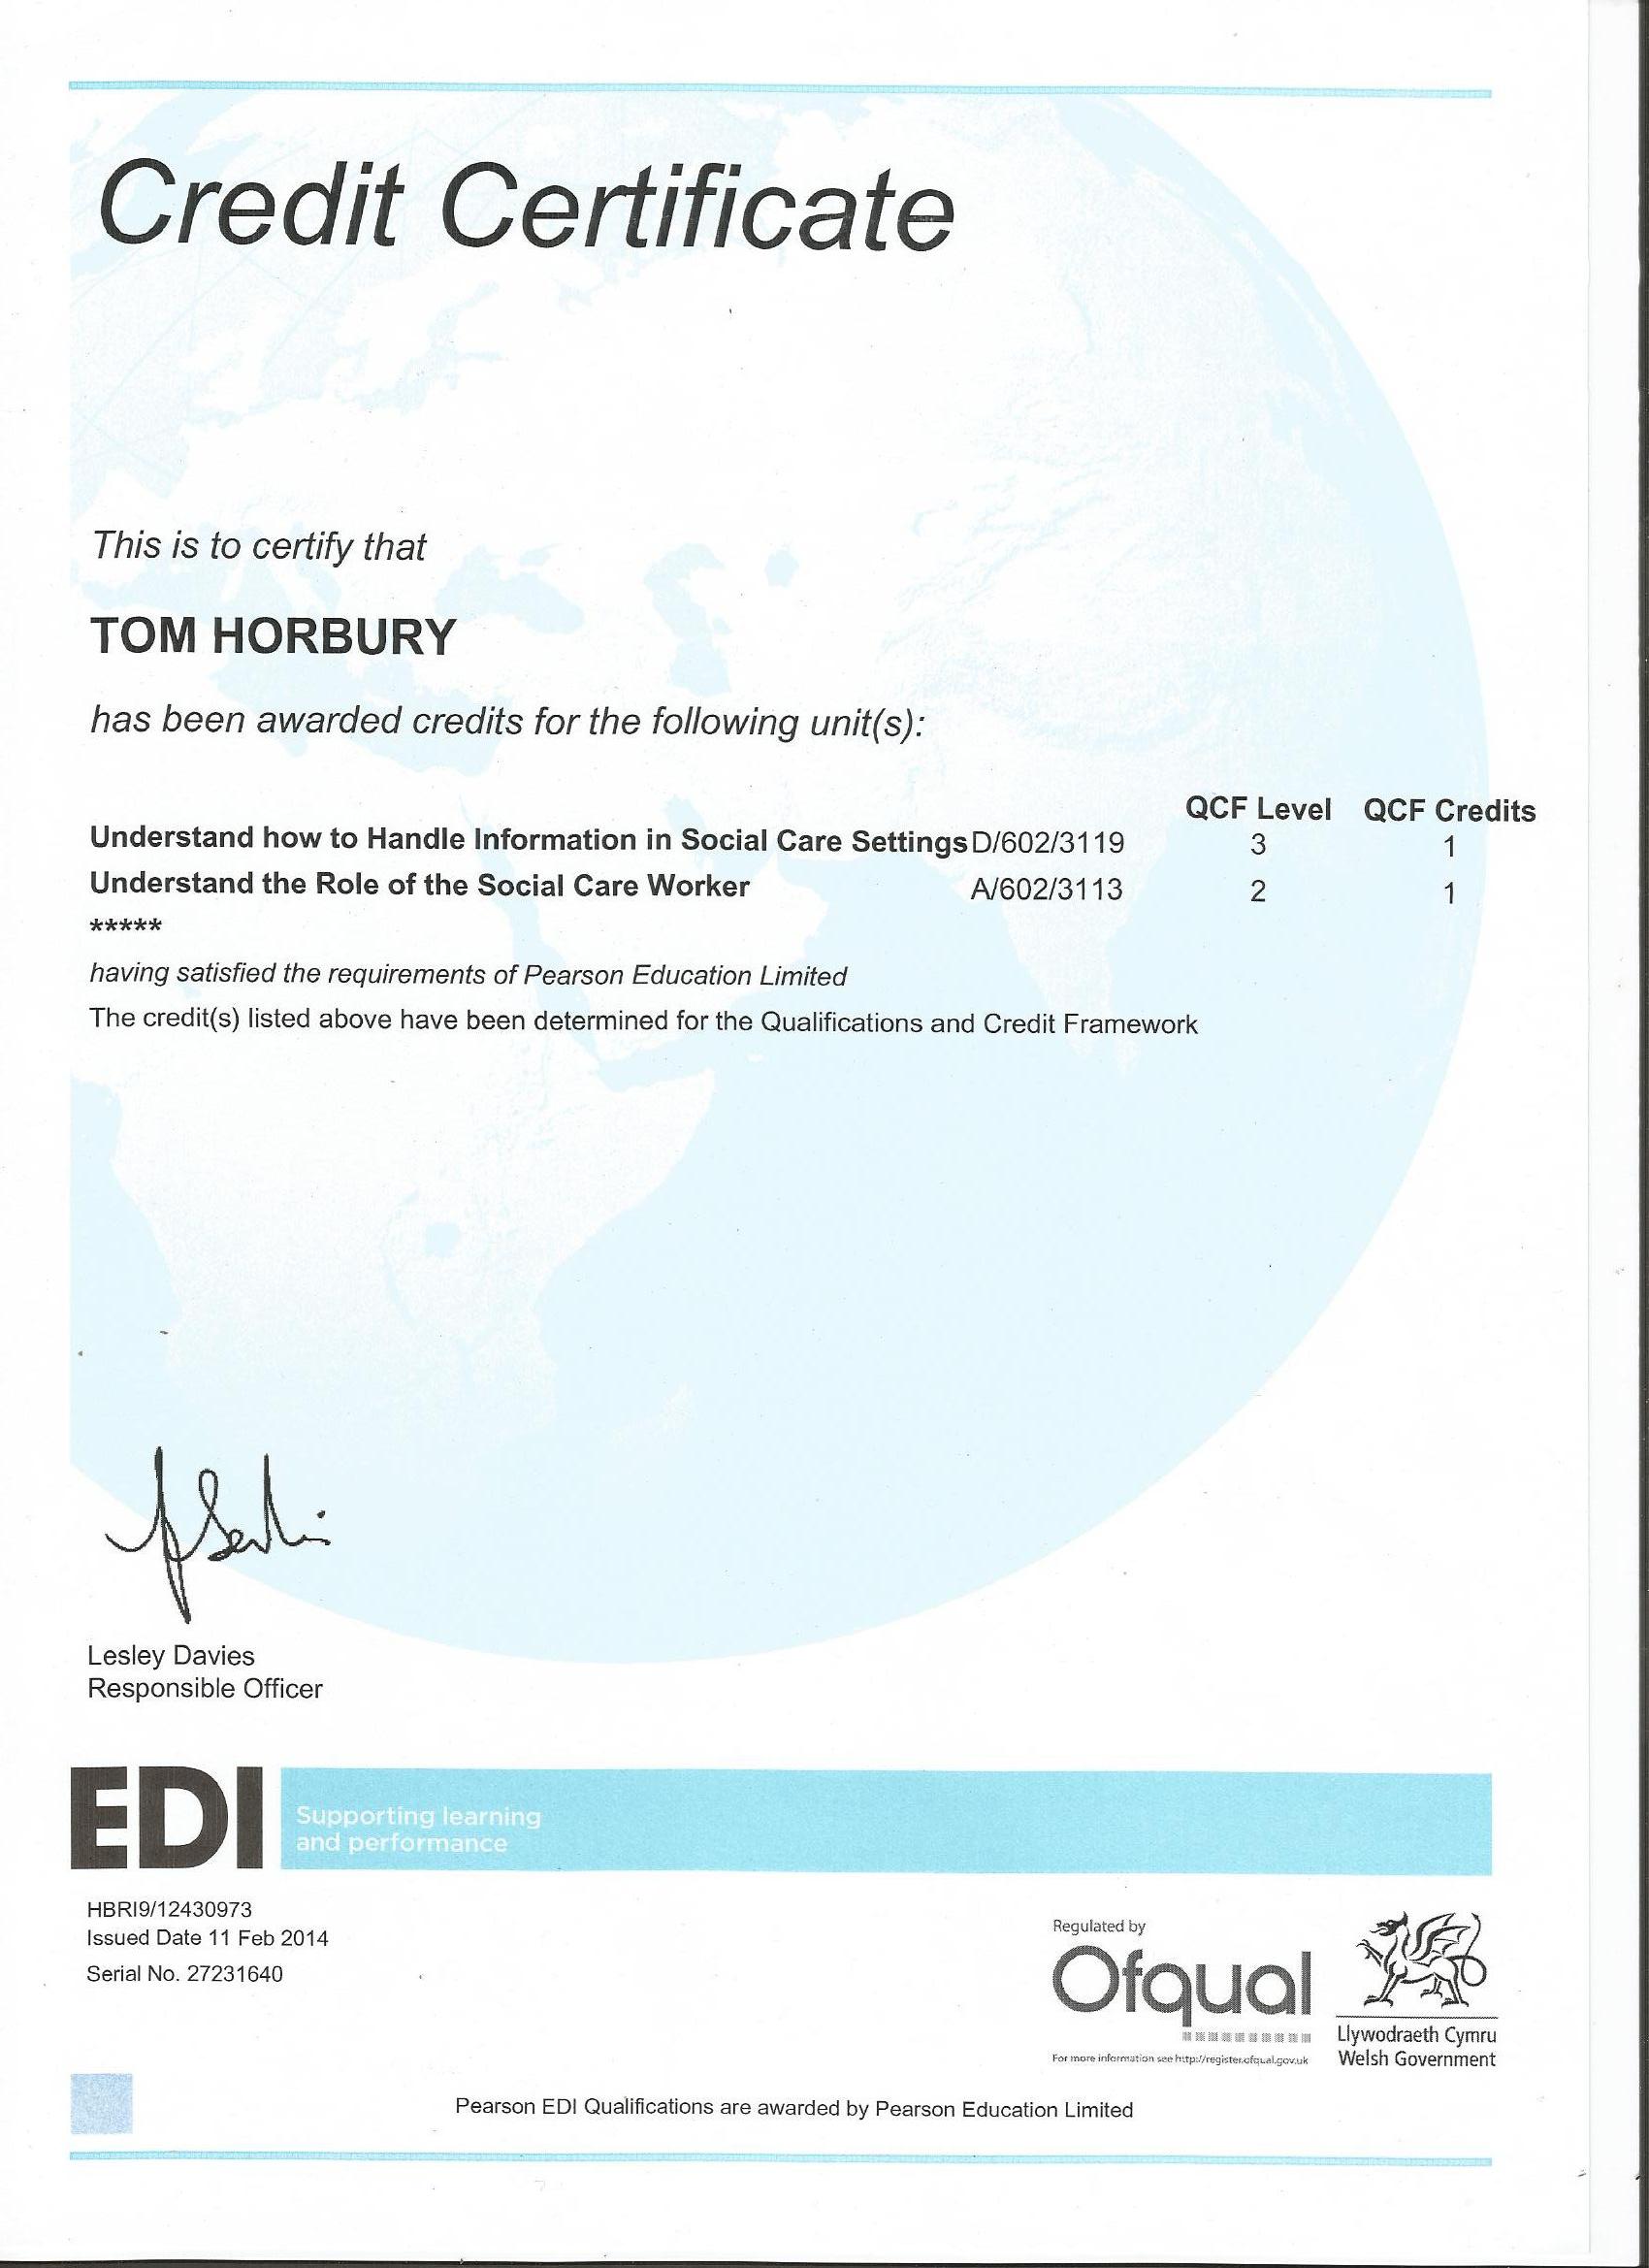 Credit Certificate
This is to certify that
TOM HORBURY
has been awarded credits for the following unit(s):
QCF Level QCF Credits
Understand how to Handle Information in Social Care Settings D/602/3119 3 1
Understand the Role of the Social Care Worker A/602/3113 2 1
*****
having satisfied the requirements of Pearson Education Limited
The credit(s) listed above have been determined for the Qualifications and Credit Framework
Lesley Davies
Responsible Officer
EDI
Supporting learning
and performance
HBRI9/12430973
Issued Date 11 Feb 2014
Serial No. 27231640
Regulated by
Ofqual
For more information see http://register.ofqual.gov.uk
Llywodraeth Cymru
Welsh Government
Pearson EDI Qualifications are awarded by Pearson Education Limited